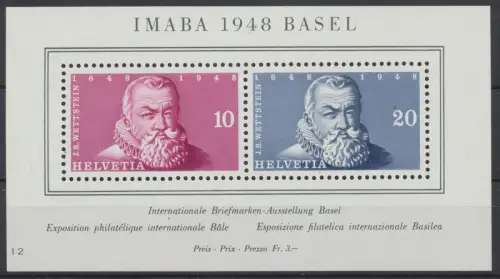 IMABA 1948 BASEL
1648 1948
J.R.WETTSTEIN
10
HELVETIA
1648 1948
J.R.WETTSTEIN
20
HELVETIA
Internationale Briefmarken-Ausstellung Basel
Exposition philatélique internationale Bâle Esposizione filatelica internazionale Basilea
Preis - Prix - Prezzo Fr. 3.–
12